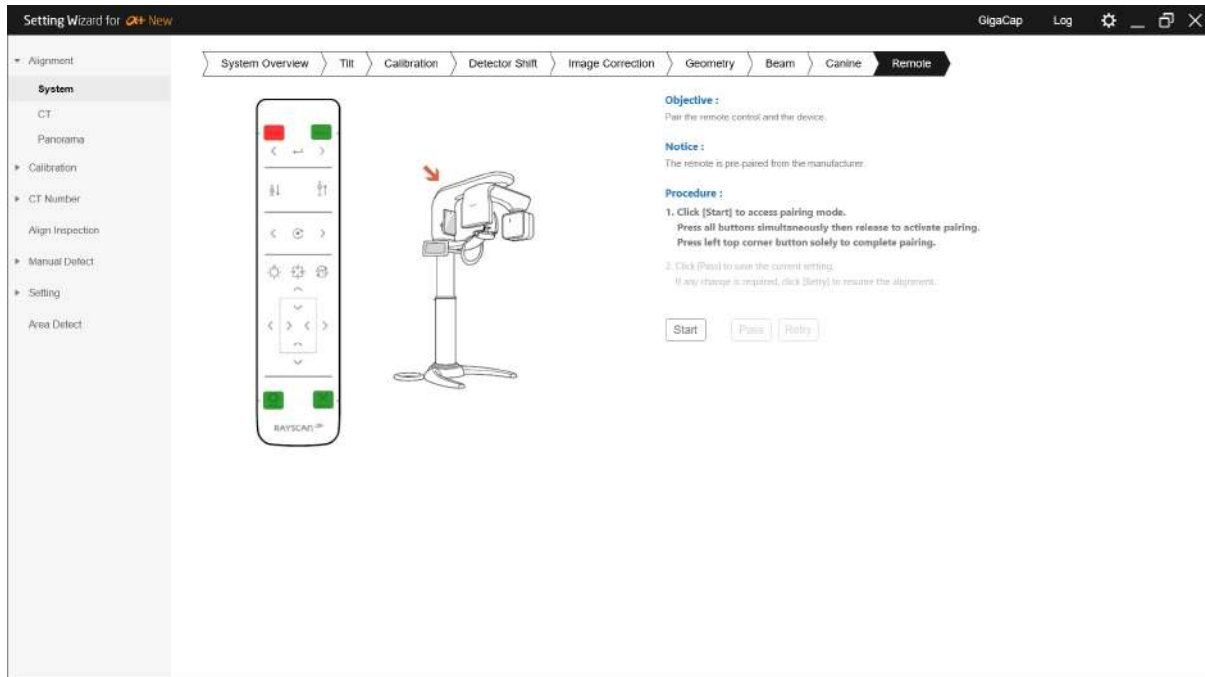 Setting Wizard for α+ New
GigaCap
Log
Alignment
System
CT
Panorama
Calibration
CT Number
Align Inspection
Manual Defect
Setting
Area Detect
System Overview
Tilt
Calibration
Detector Shift
Image Correction
Geometry
Beam
Canine
Remote
RAYSCAN
Objective :
Pair the remote control and the device.
Notice :
The remote is pre-paired from the manufacturer.
Procedure :
1. Click [Start] to access pairing mode.
Press all buttons simultaneously then release to activate pairing.
Press left top corner button solely to complete pairing.
2. Click [Pass] to save the current setting.
If any change is required, click [Retry] to resume the alignment.
Start
Pass
Retry